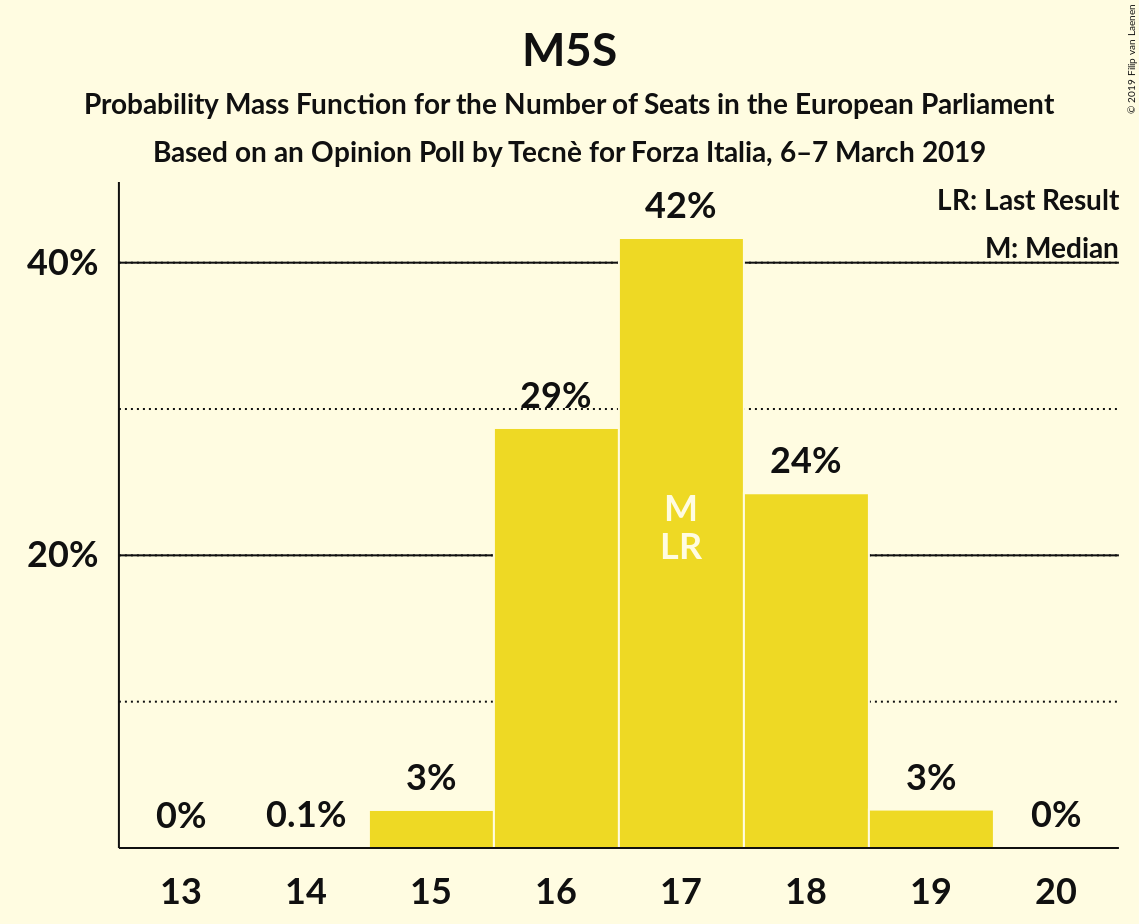 M5S
Probability Mass Function for the Number of Seats in the European Parliament
Based on an Opinion Poll by Tecnè for Forza Italia, 6–7 March 2019
© 2019 Filip van Laenen
LR: Last Result
M: Median
40%
20%
0%
0.1%
3%
29%
42%
24%
3%
0%
M
LR
13 14 15 16 17 18 19 20